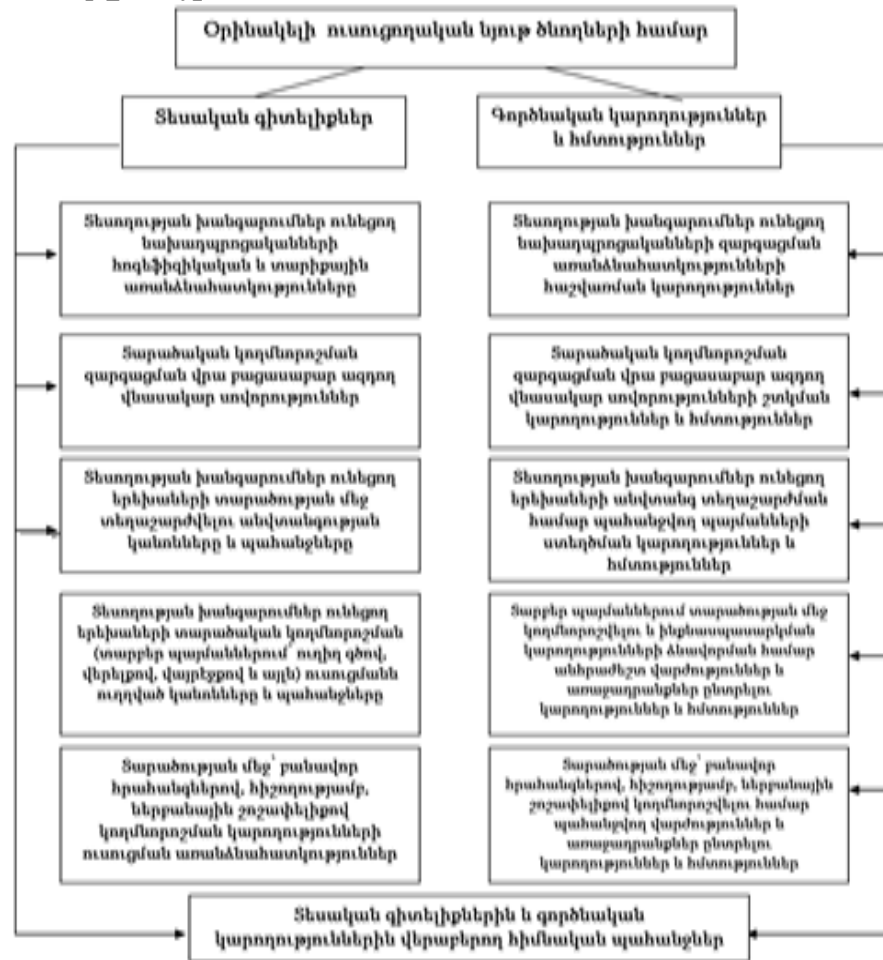 Օրինակելի ուսուցողական նյութ ծնողների համար
Տեսական գիտելիքներ
Գործնական կարողություններ
և հմտություններ
Տեսողության խանգարումներ ունեցող
նախադպրոցականների
հոգեֆիզիկական և տարիքային
առանձնահատկությունները
Տեսողության խանգարումներ ունեցող
նախադպրոցականների զարգացման
առանձնահատկությունների
հաշվառման կարողություններ
Տարածական կողմնորոշման
զարգացման վրա բացասաբար ազդող
վնասակար սովորություններ
Տարածական կողմնորոշման
զարգացման վրա բացասաբար ազդող
վնասակար սովորությունների շտկման
կարողություններ և հմտություններ
Տեսողության խանգարումներ ունեցող
երեխաների տարածության մեջ
տեղաշարժվելու անվտանգության
կանոնները և պահանջները
Տեսողության խանգարումներ ունեցող
երեխաների անվտանգ տեղաշարժման
համար պահանջվող պայմանների
ստեղծման կարողություններ և
հմտություններ
Տեսողության խանգարումներ ունեցող
երեխաների տարածական կողմնորոշման
(տարբեր պայմաններում՝ ուղիղ գծով,
վերելքով, վայրէջքով և այլն) ուսուցմանն
ուղղված կանոնները և պահանջները
Տարբեր պայմաններում տարածության մեջ
կողմնորոշվելու և ինքնասպասարկման
կարողությունների ձևավորման համար
անհրաժեշտ վարժություններ և
առաջադրանքներ ընտրելու
կարողություններ և հմտություններ
Տարածության մեջ՝ բանավոր
հրահանգներով, հիշողությամբ,
ներբանային շոշափելիքով
կողմնորոշման կարողությունների
ուսուցման առանձնահատկություններ
Տարածության մեջ՝ բանավոր
հրահանգներով, հիշողությամբ, ներբանային
շոշափելիքով կողմնորոշվելու համար
պահանջվող վարժություններ և
առաջադրանքներ ընտրելու
կարողություններ և հմտություններ
Տեսական գիտելիքներին և գործնական
կարողություններին վերաբերող հիմնական պահանջներ